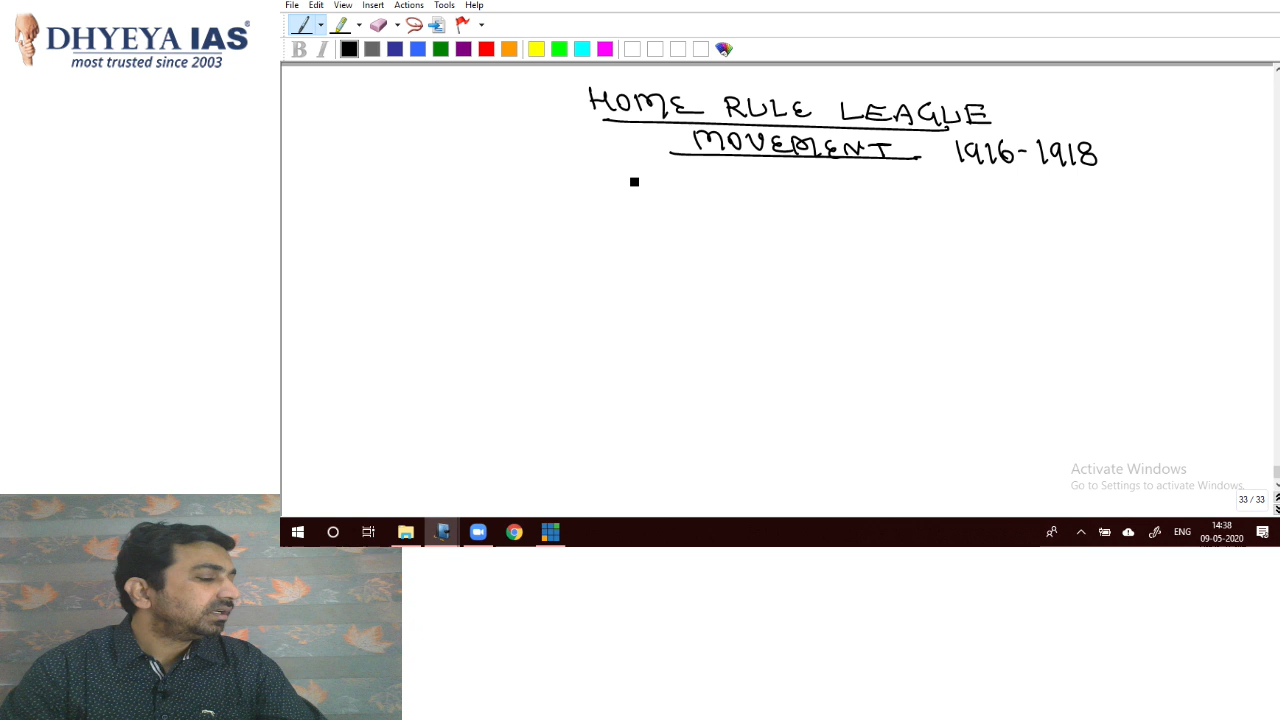 File Edit View Insert Actions Tools Help
DHYEYA IAS®
most trusted since 2003
B I
HOME RULE LEAGUE
MOVEMENT 1916-1918
Activate Windows
Go to Settings to activate Windows.
33 / 33
ENG
14:38
09-05-2020